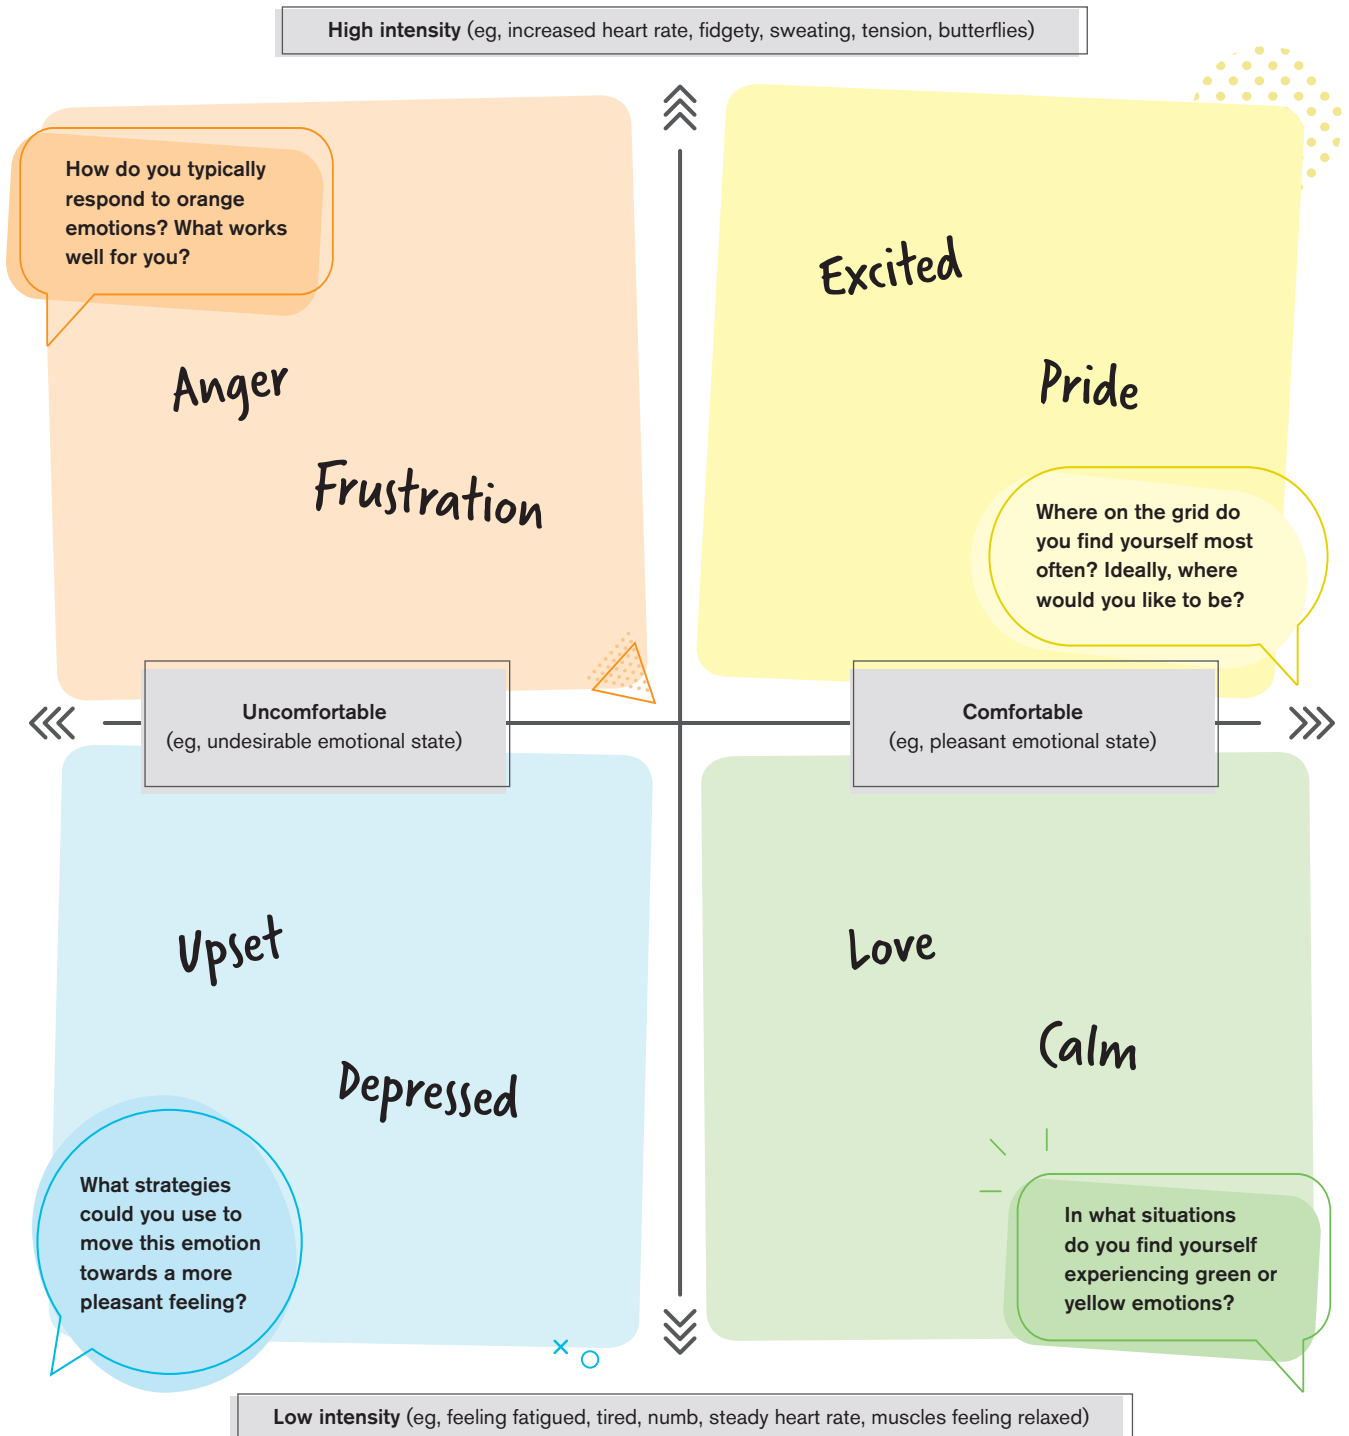 High intensity (eg, increased heart rate, fidgety, sweating, tension, butterflies)
How do you typically
respond to orange
emotions? What works
well for you?
Anger
Frustration
Excited
Pride
Where on the grid do
you find yourself most
often? Ideally, where
would you like to be?
Uncomfortable
(eg, undesirable emotional state)
Comfortable
(eg, pleasant emotional state)
Upset
Depressed
What strategies
could you use to
move this emotion
towards a more
pleasant feeling?
Love
Calm
In what situations
do you find yourself
experiencing green or
yellow emotions?
Low intensity (eg, feeling fatigued, tired, numb, steady heart rate, muscles feeling relaxed)